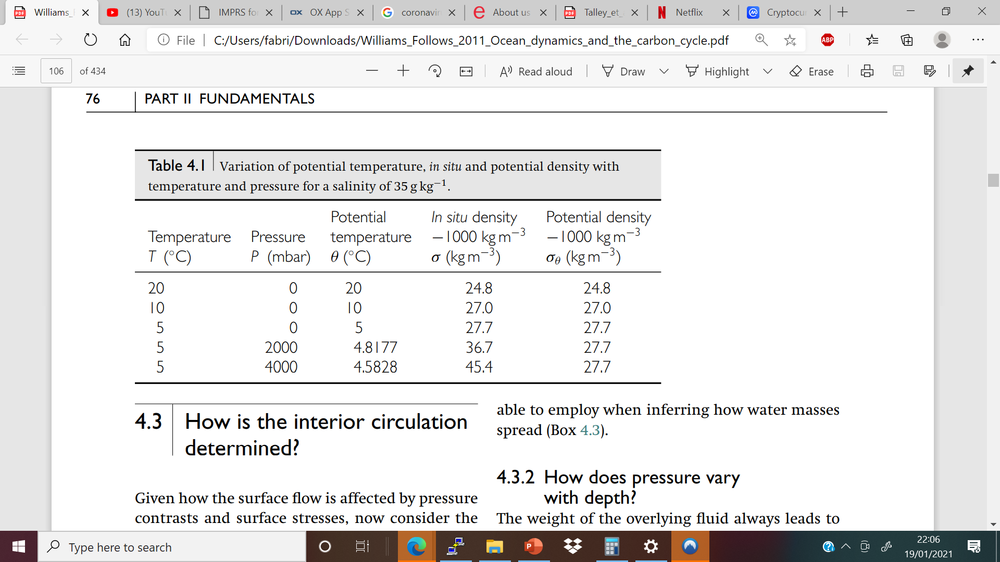 Williams_
(13) YouT
IMPRS fo
OX App S
coronavir
About us
Talley_et_
Netflix
Cryptocu
File
C:/Users/fabri/Downloads/Williams_Follows_2011_Ocean_dynamics_and_the_carbon_cycle.pdf
ABP
106 of 434
Read aloud
Draw
Highlight
Erase
76 PART II FUNDAMENTALS
Table 4.1 Variation of potential temperature, in situ and potential density with
temperature and pressure for a salinity of 35 g kg⁻¹.
Potential In situ density Potential density
Temperature Pressure temperature −1000 kg m⁻³ −1000 kg m⁻³
T (°C) P (mbar) θ (°C) σ (kg m⁻³) σθ (kg m⁻³)
20 0 20 24.8 24.8
10 0 10 27.0 27.0
5 0 5 27.7 27.7
5 2000 4.8177 36.7 27.7
5 4000 4.5828 45.4 27.7
4.3 How is the interior circulation
determined?
Given how the surface flow is affected by pressure
contrasts and surface stresses, now consider the
able to employ when inferring how water masses
spread (Box 4.3).
4.3.2 How does pressure vary
with depth?
The weight of the overlying fluid always leads to
Type here to search
22:06
19/01/2021